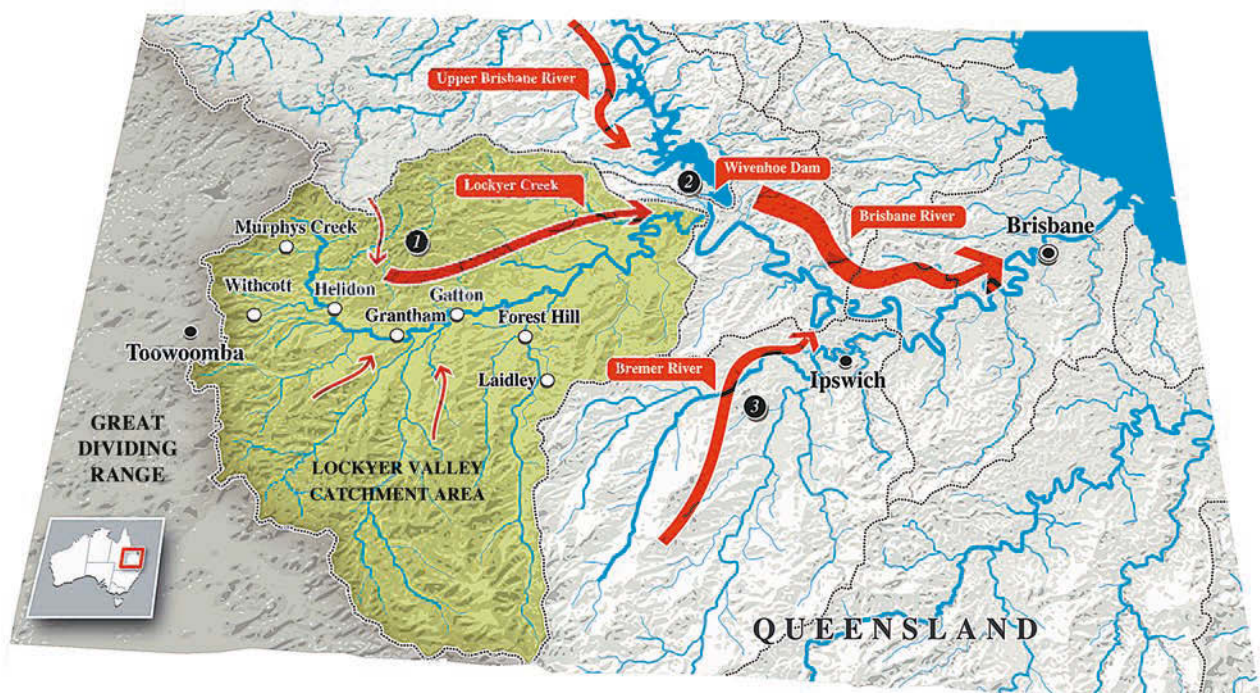 Upper Brisbane River
Wivenhoe Dam
2
Lockyer Creek
Brisbane River
Brisbane
Murphys Creek
1
Withcott
Helidon
Gatton
Grantham
Forest Hill
Toowoomba
Laidley
Bremer River
Ipswich
3
GREAT
DIVIDING
RANGE
LOCKYER VALLEY
CATCHMENT AREA
QUEENSLAND